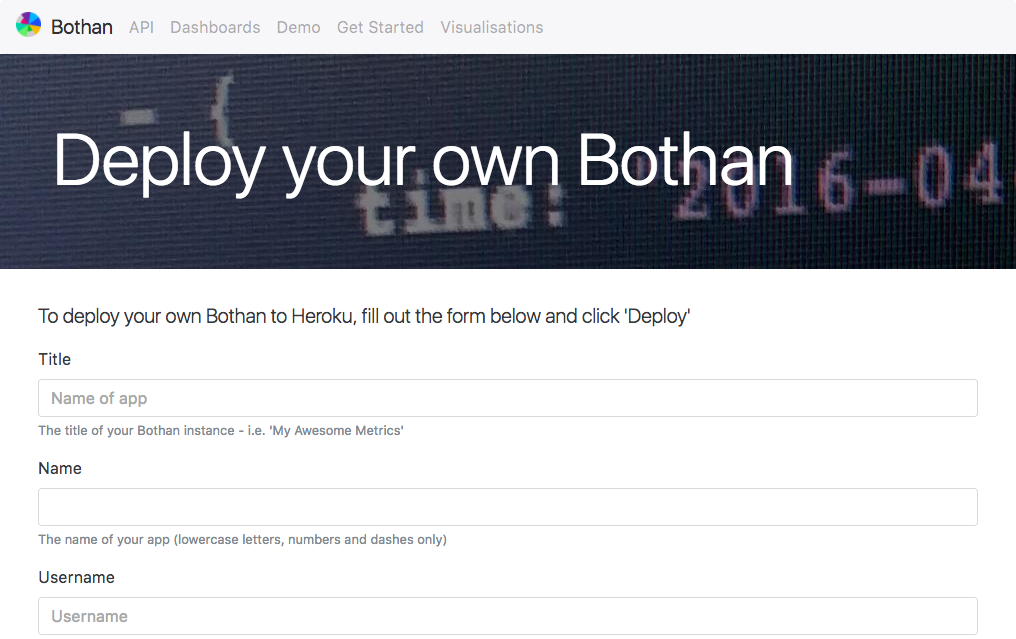 Bothan API Dashboards Demo Get Started Visualisations
- {
Deploy your own Bothan
time: "2016-04
To deploy your own Bothan to Heroku, fill out the form below and click 'Deploy'
Title
Name of app
The title of your Bothan instance - i.e. 'My Awesome Metrics'
Name
The name of your app (lowercase letters, numbers and dashes only)
Username
Username